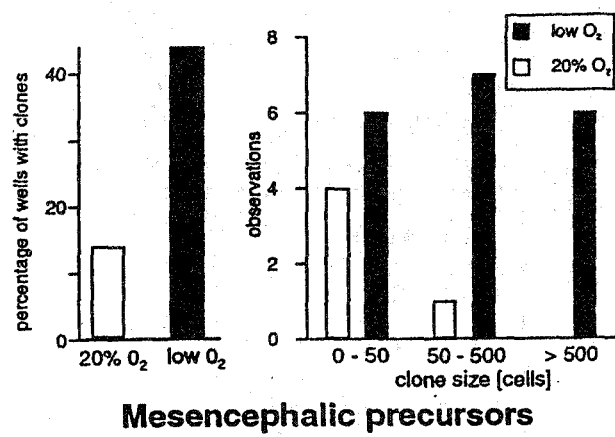 low O₂
20% O₂
percentage of wells with clones
40
20
0
20% O₂
low O₂
observations
8
6
4
2
0
0 - 50
50 - 500
> 500
clone size [cells]
Mesencephalic precursors